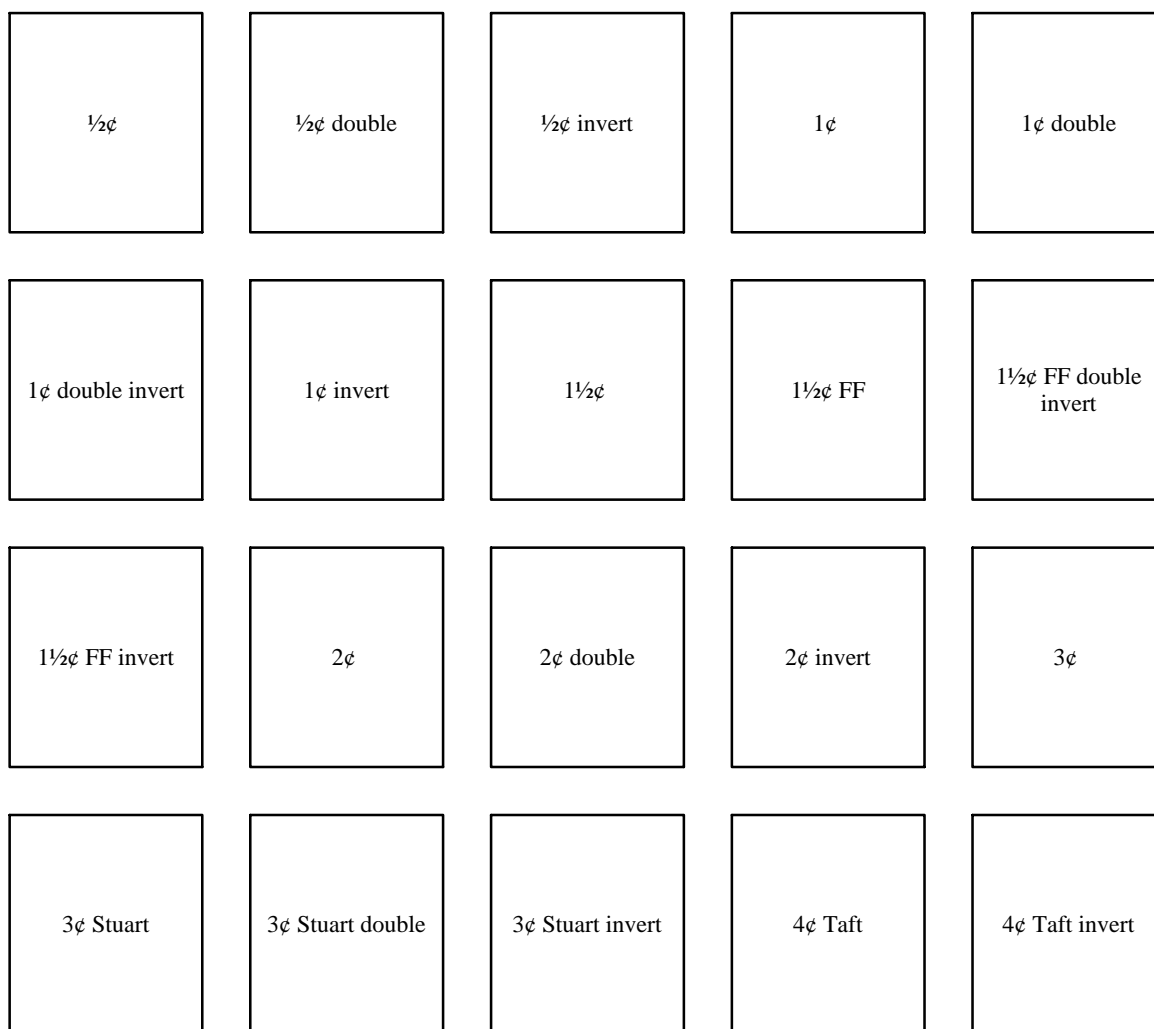 ½¢
½¢ double
½¢ invert
1¢
1¢ double
1¢ double invert
1¢ invert
1½¢
1½¢ FF
1½¢ FF double
invert
1½¢ FF invert
2¢
2¢ double
2¢ invert
3¢
3¢ Stuart
3¢ Stuart double
3¢ Stuart invert
4¢ Taft
4¢ Taft invert